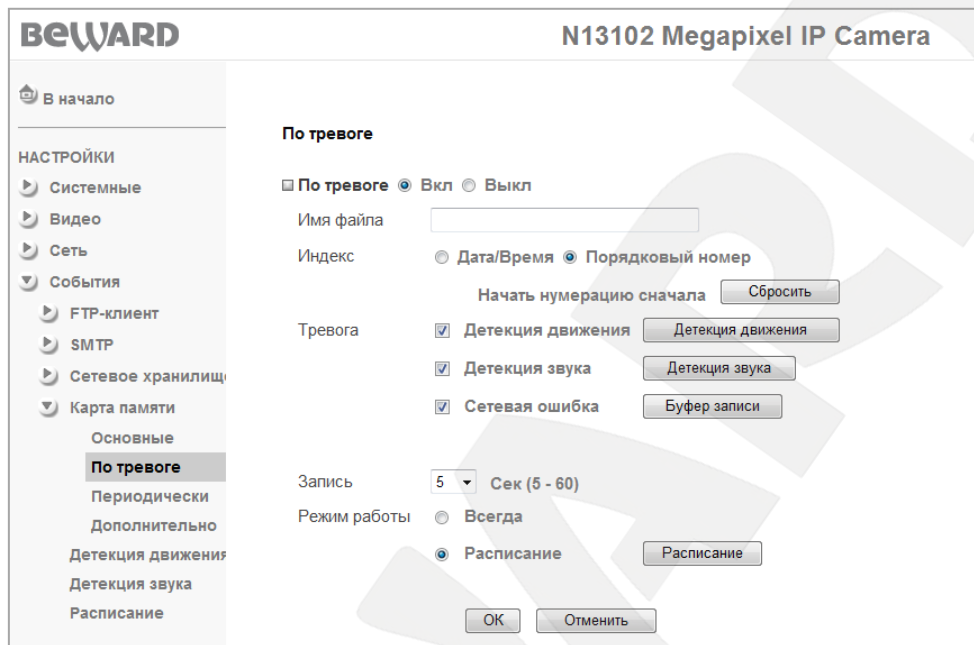 BEWARD
N13102 Megapixel IP Camera
В начало
НАСТРОЙКИ
Системные
Видео
Сеть
События
FTP-клиент
SMTP
Сетевое хранилищ
Карта памяти
Основные
По тревоге
Периодически
Дополнительно
Детекция движения
Детекция звука
Расписание
По тревоге
По тревоге Вкл Выкл
Имя файла
Индекс Дата/Время Порядковый номер
Начать нумерацию сначала Сбросить
Тревога Детекция движения Детекция движения
Детекция звука Детекция звука
Сетевая ошибка Буфер записи
Запись 5 Сек (5 - 60)
Режим работы Всегда
Расписание Расписание
OK Отменить